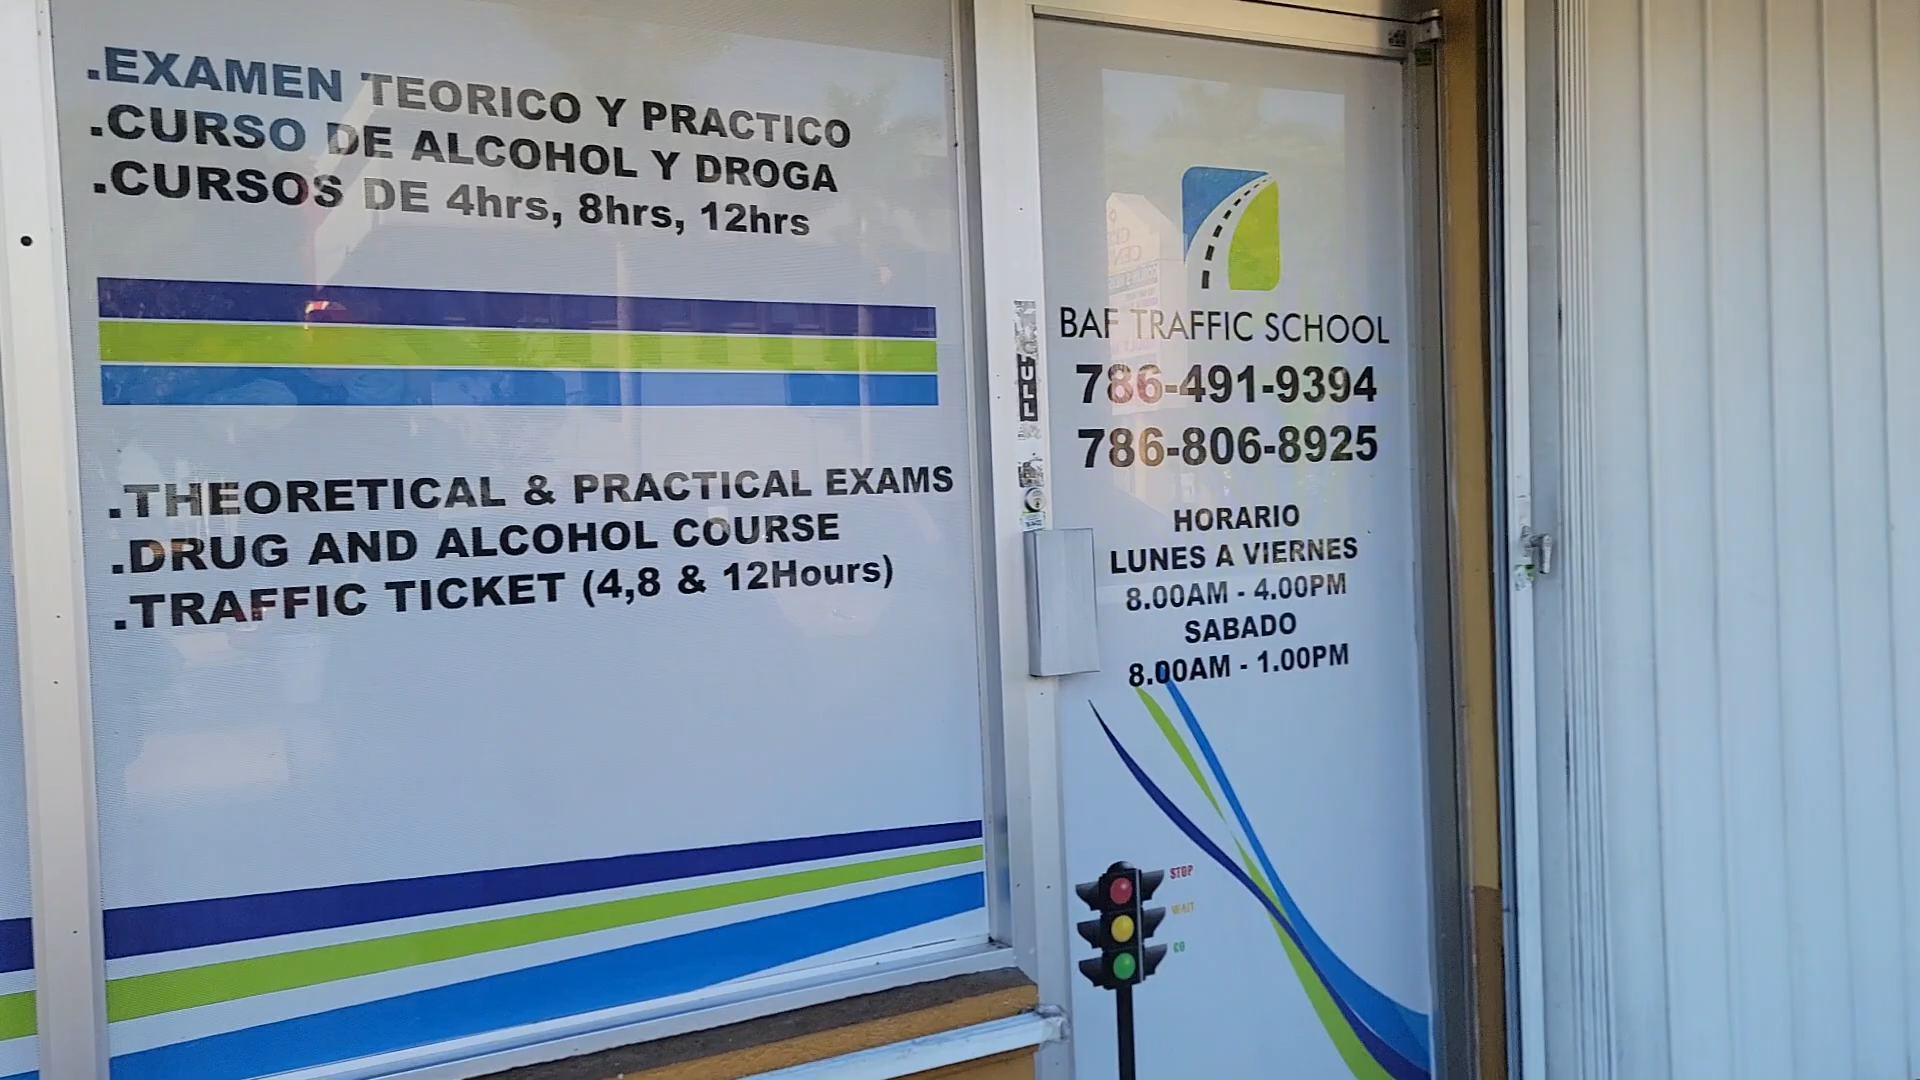 .EXAMEN TEORICO Y PRACTICO
.CURSO DE ALCOHOL Y DROGA
.CURSOS DE 4hrs, 8hrs, 12hrs
.THEORETICAL & PRACTICAL EXAMS
.DRUG AND ALCOHOL COURSE
.TRAFFIC TICKET (4,8 & 12Hours)
BAF TRAFFIC SCHOOL
786-491-9394
786-806-8925
HORARIO
LUNES A VIERNES
8.00AM - 4.00PM
SABADO
8.00AM - 1.00PM
STOP
WAIT
GO